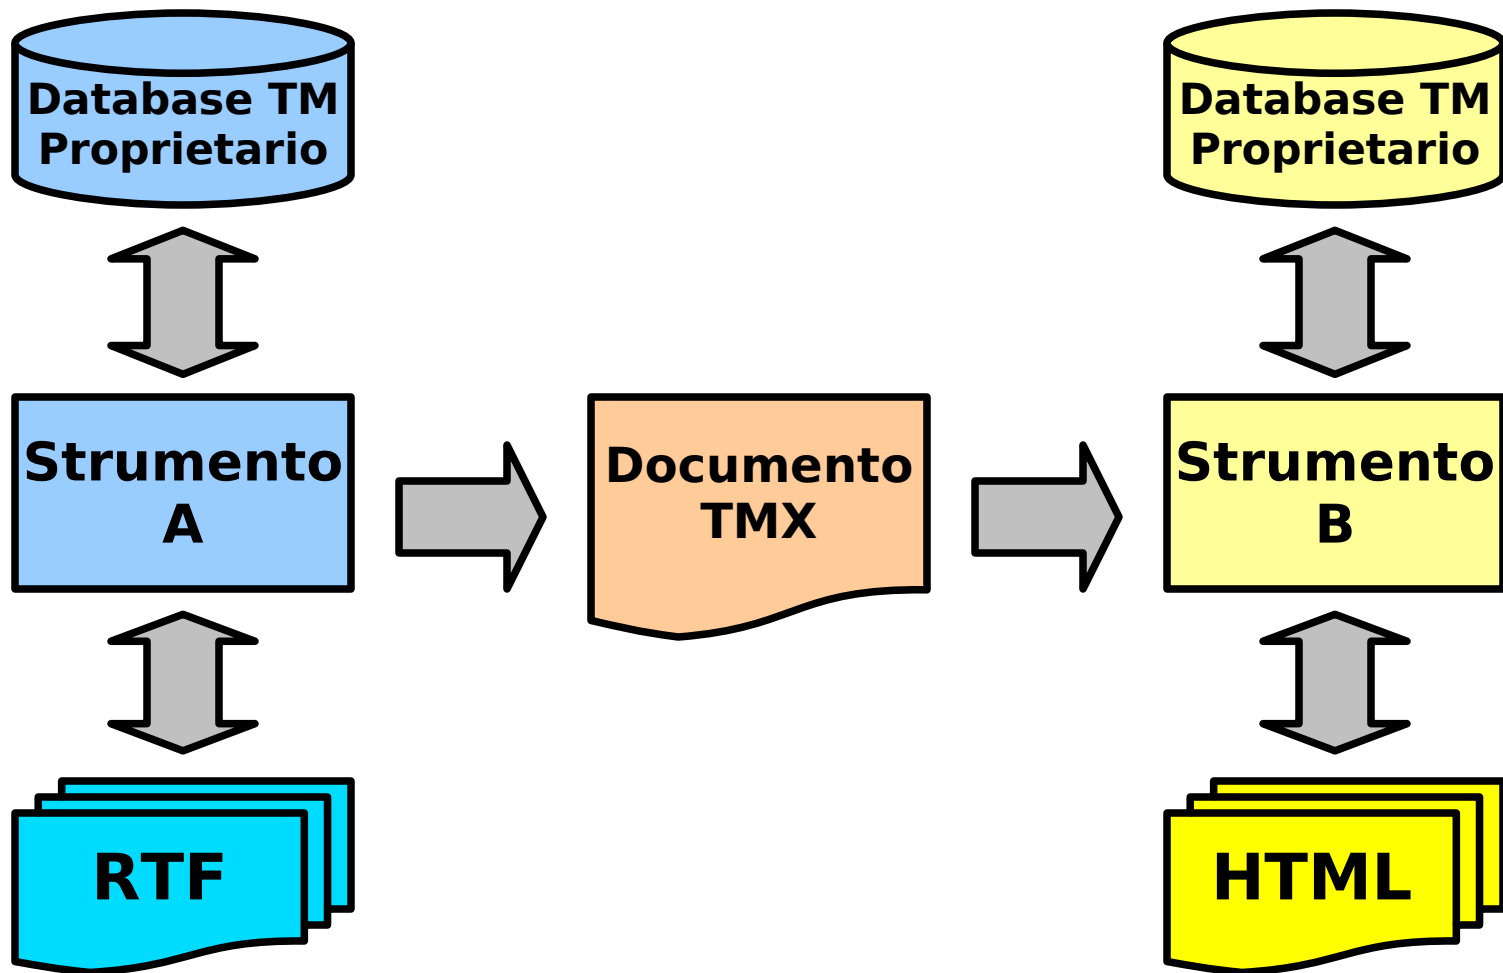 Database TM
Proprietario
Database TM
Proprietario
Strumento
A
Documento
TMX
Strumento
B
RTF
HTML